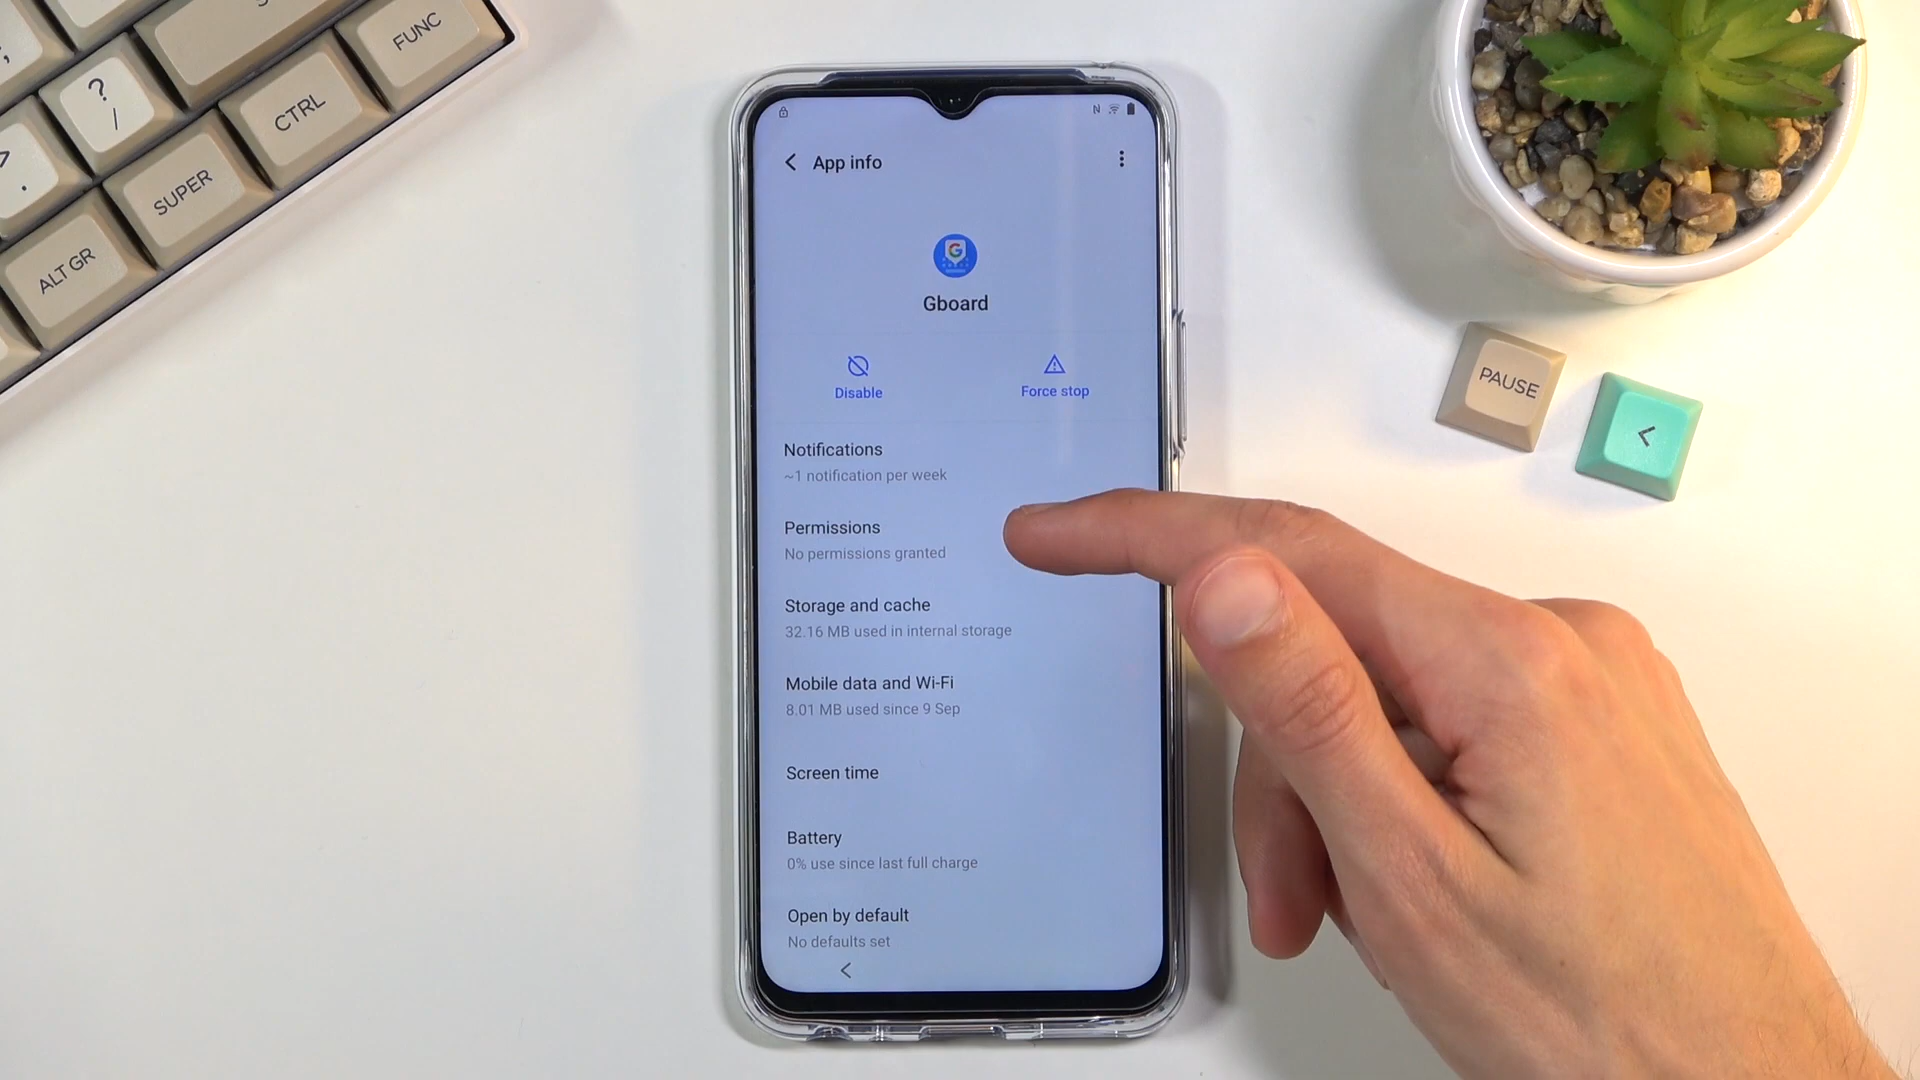 FUNC
?
/
CTRL
>
.
SUPER
ALT GR
N
App info
G
Gboard
Disable
Force stop
Notifications
~1 notification per week
Permissions
No permissions granted
Storage and cache
32.16 MB used in internal storage
Mobile data and Wi-Fi
8.01 MB used since 9 Sep
Screen time
Battery
0% use since last full charge
Open by default
No defaults set
PAUSE
<